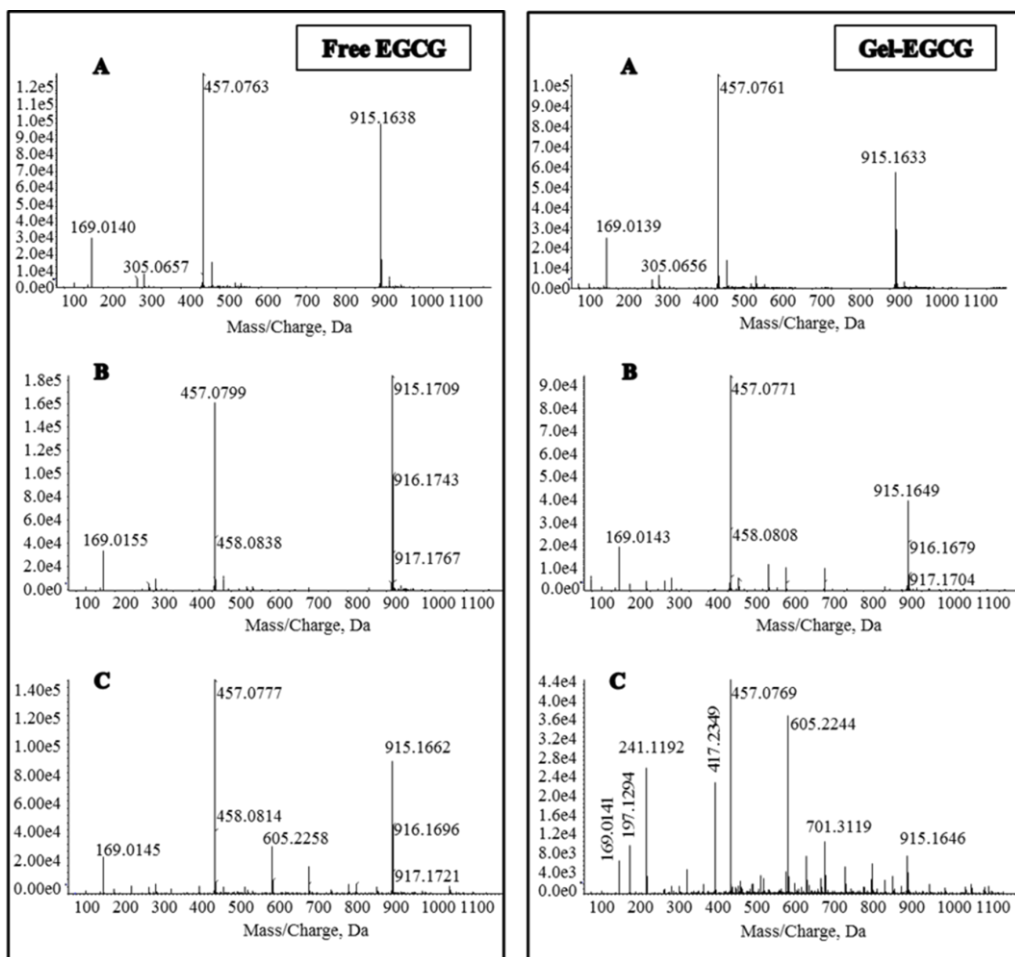 Free EGCG
A
1.2e5
1.1e5
1.0e5
9.0e4
8.0e4
7.0e4
6.0e4
5.0e4
4.0e4
3.0e4
2.0e4
1.0e4
0.0e0
457.0763
915.1638
169.0140
305.0657
100 200 300 400 500 600 700 800 900 1000 1100
Mass/Charge, Da
B
1.8e5
1.6e5
1.4e5
1.2e5
1.0e5
8.0e4
6.0e4
4.0e4
2.0e4
0.0e0
457.0799
915.1709
916.1743
169.0155
458.0838
917.1767
100 200 300 400 500 600 700 800 900 1000 1100
Mass/Charge, Da
C
1.40e5
1.20e5
1.00e5
8.00e4
6.00e4
4.00e4
2.00e4
0.00e0
457.0777
915.1662
458.0814
605.2258
916.1696
169.0145
917.1721
100 200 300 400 500 600 700 800 900 1000 1100
Mass/Charge, Da
Gel-EGCG
A
1.0e5
9.0e4
8.0e4
7.0e4
6.0e4
5.0e4
4.0e4
3.0e4
2.0e4
1.0e4
0.0e0
457.0761
915.1633
169.0139
305.0656
100 200 300 400 500 600 700 800 900 1000 1100
Mass/Charge, Da
B
9.0e4
8.0e4
7.0e4
6.0e4
5.0e4
4.0e4
3.0e4
2.0e4
1.0e4
0.0e0
457.0771
915.1649
169.0143
458.0808
916.1679
917.1704
100 200 300 400 500 600 700 800 900 1000 1100
Mass/Charge, Da
C
4.4e4
4.0e4
3.6e4
3.2e4
2.8e4
2.4e4
2.0e4
1.6e4
1.2e4
8.0e3
4.0e3
0.0e0
457.0769
605.2244
417.2349
241.1192
197.1294
169.0141
701.3119
915.1646
100 200 300 400 500 600 700 800 900 1000 1100
Mass/Charge, Da